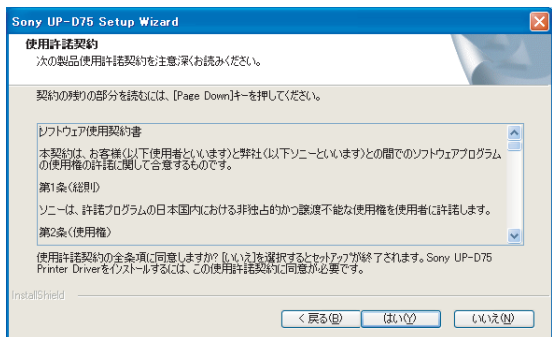 Sony UP-D75 Setup Wizard
使用許諾契約
次の製品使用許諾契約を注意深くお読みください。
契約の残りの部分を読むには、[Page Down]キーを押してください。
ソフトウェア使用契約書
本契約は、お客様(以下使用者といいます)と弊社(以下ソニーといいます)との間でのソフトウェアプログラム
の使用権の許諾に関して合意するものです。
第1条(総則)
ソニーは、許諾プログラムの日本国内における非独占的かつ譲渡不能な使用権を使用者に許諾します。
第2条(使用権)
使用許諾契約の全条項に同意しますか? [いいえ]を選択するとセットアップが終了されます。Sony UP-D75
Printer Driverをインストールするには、この使用許諾契約に同意が必要です。
InstallShield
< 戻る(B)
はい(Y)
いいえ(N)